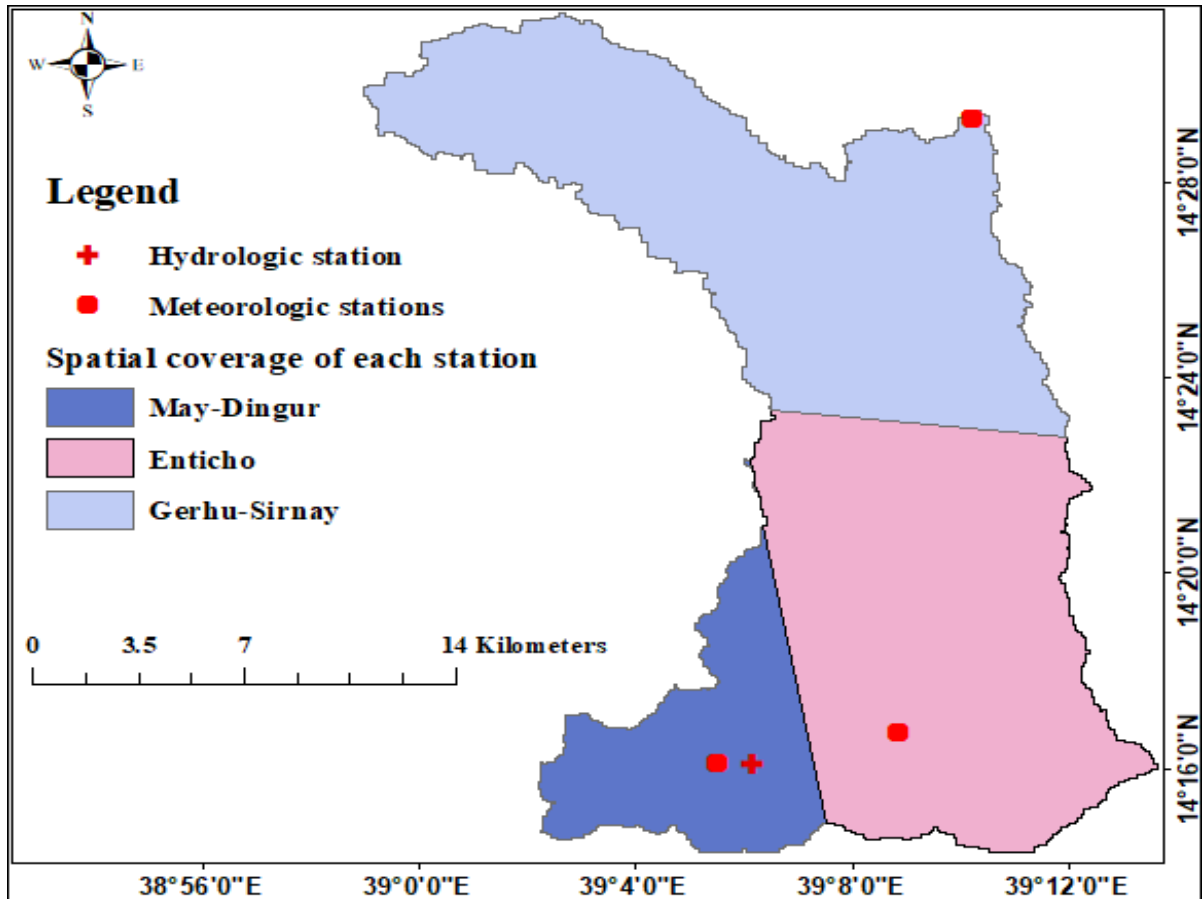 N
W E
S
Legend
Hydrologic station
Meteorologic stations
Spatial coverage of each station
May-Dingur
Enticho
Gerhu-Sirnay
0 3.5 7 14 Kilometers
14°28'0"N
14°24'0"N
14°20'0"N
14°16'0"N
38°56'0"E 39°0'0"E 39°4'0"E 39°8'0"E 39°12'0"E